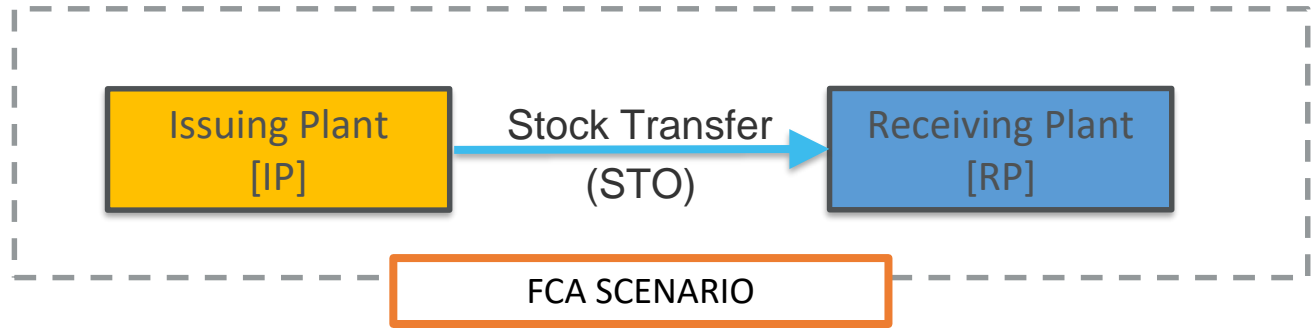 Issuing Plant
[IP]
Stock Transfer
(STO)
Receiving Plant
[RP]
FCA SCENARIO